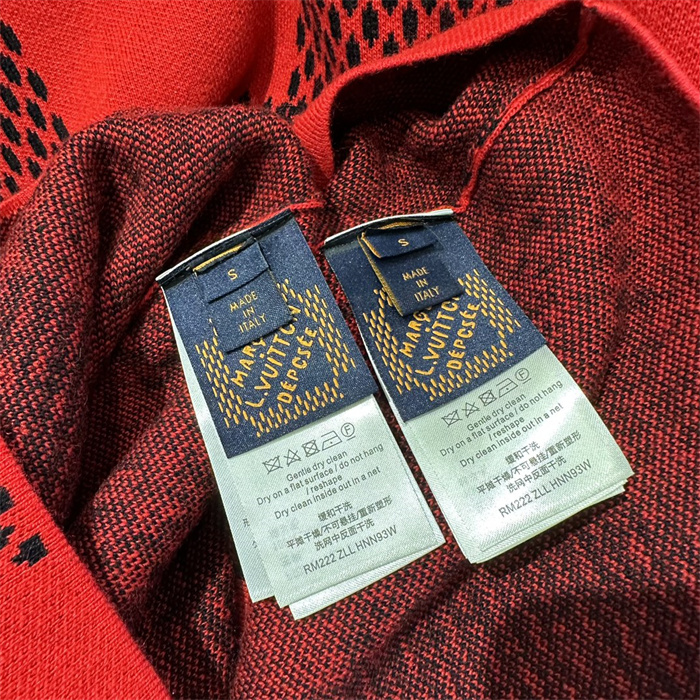 S
MADE
IN
ITALY
MARQ
L.VUITTON
DÉPOSÉE
Gentle dry clean
Dry on a flat surface / do not hang
/ reshape
Dry clean inside out in a net
缓和干洗
平摊干燥/不可悬挂/重新塑形
洗网中反面干洗
RM222 ZLL HNN93W
S
MADE
IN
ITALY
MARQ
L.VUITTON
DÉPOSÉE
Gentle dry clean
Dry on a flat surface / do not hang
/ reshape
Dry clean inside out in a net
缓和干洗
平摊干燥/不可悬挂/重新塑形
洗网中反面干洗
RM222 ZLL HNN93W